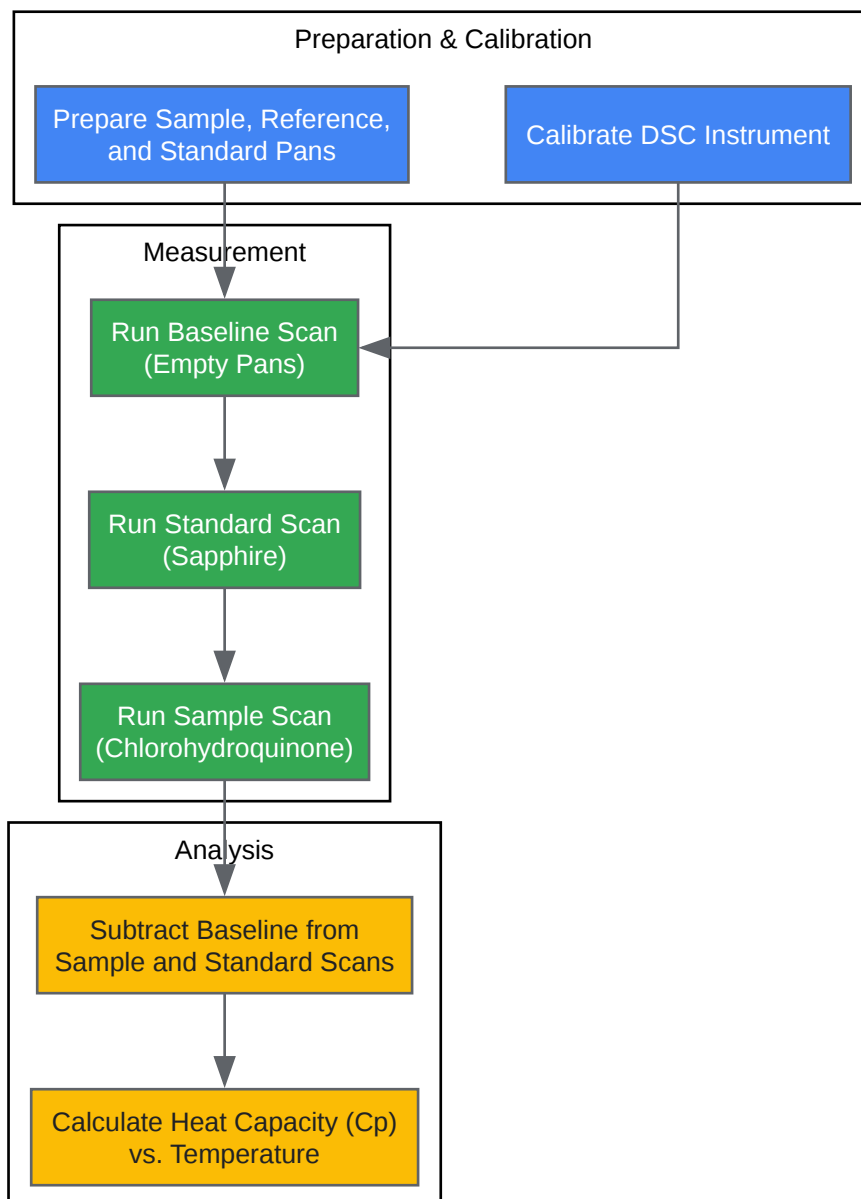 Preparation & Calibration
Prepare Sample, Reference,
and Standard Pans
Calibrate DSC Instrument
Measurement
Run Baseline Scan
(Empty Pans)
Run Standard Scan
(Sapphire)
Run Sample Scan
(Chlorohydroquinone)
Analysis
Subtract Baseline from
Sample and Standard Scans
Calculate Heat Capacity (Cp)
vs. Temperature